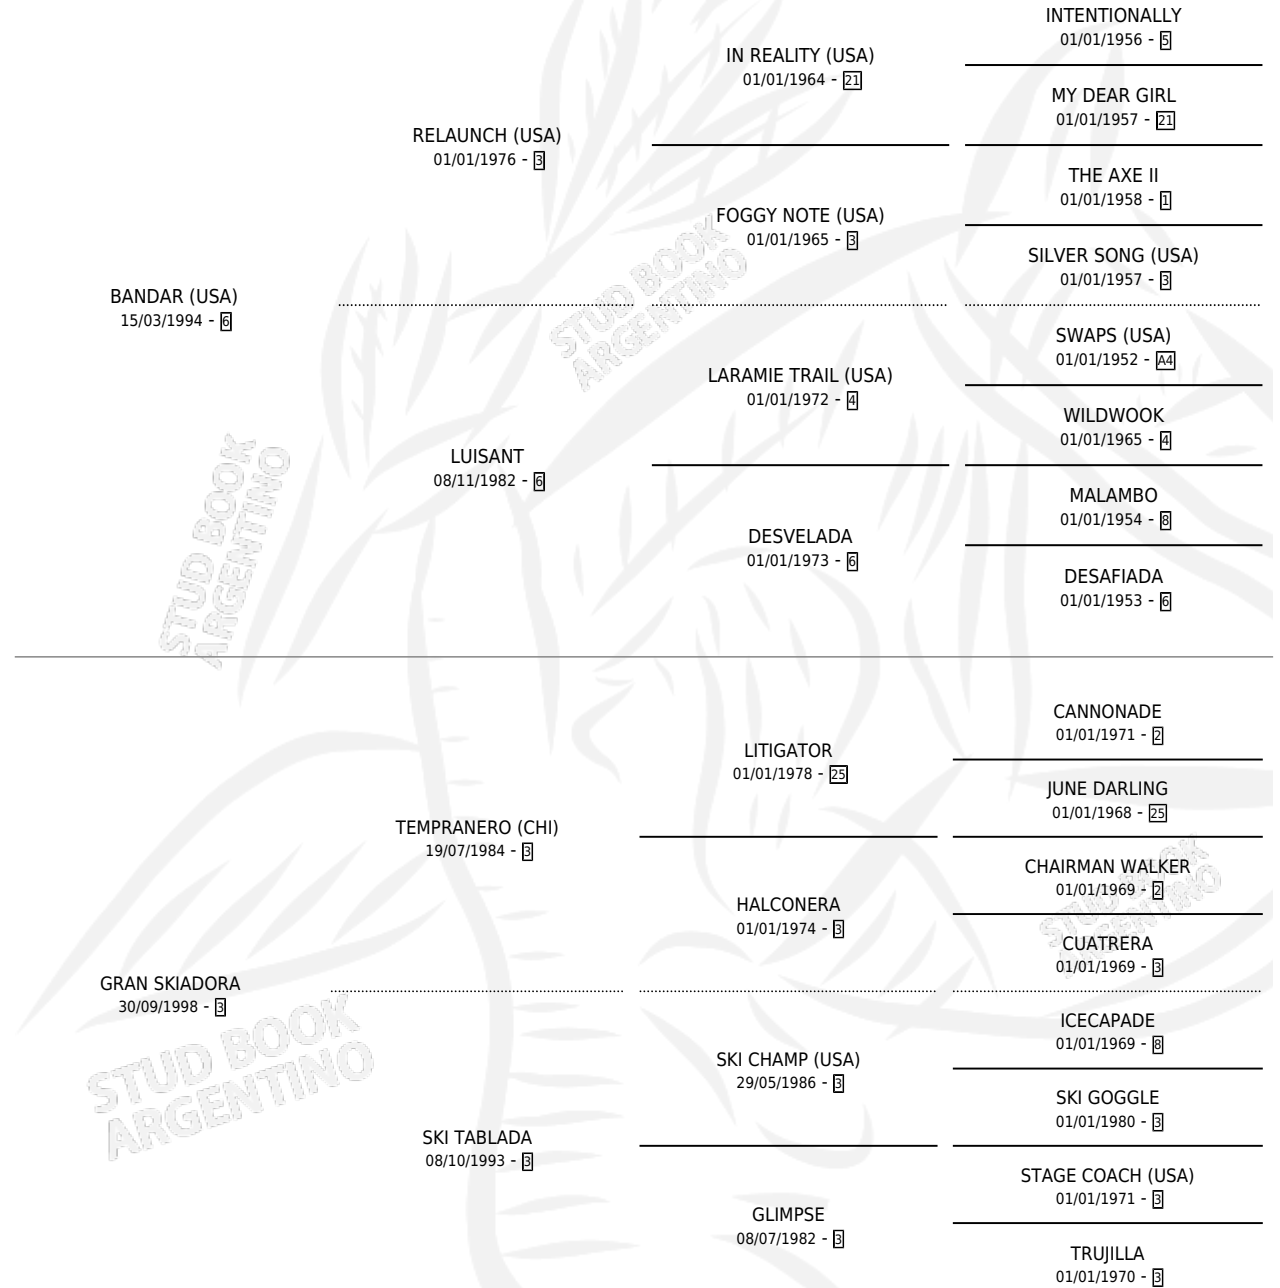 INTENTIONALLY
01/01/1956 - 5
IN REALITY (USA)
01/01/1964 - 21
MY DEAR GIRL
01/01/1957 - 21
RELAUNCH (USA)
01/01/1976 - 3
THE AXE II
01/01/1958 - 1
FOGGY NOTE (USA)
01/01/1965 - 3
SILVER SONG (USA)
01/01/1957 - 3
BANDAR (USA)
15/03/1994 - 6
STUD BOOK
ARGENTINO
SWAPS (USA)
01/01/1952 - A4
LARAMIE TRAIL (USA)
01/01/1972 - 4
WILDWOOK
01/01/1965 - 4
LUISANT
08/11/1982 - 6
MALAMBO
01/01/1954 - 8
DESVELADA
01/01/1973 - 6
DESAFIADA
01/01/1953 - 6
STUD BOOK
ARGENTINO
CANNONADE
01/01/1971 - 2
LITIGATOR
01/01/1978 - 25
JUNE DARLING
01/01/1968 - 25
TEMPRANERO (CHI)
19/07/1984 - 3
CHAIRMAN WALKER
01/01/1969 - 2
HALCONERA
01/01/1974 - 3
CUATRERA
01/01/1969 - 3
STUD BOOK
ARGENTINO
GRAN SKIADORA
30/09/1998 - 3
ICECAPADE
01/01/1969 - 8
SKI CHAMP (USA)
29/05/1986 - 3
SKI GOGGLE
01/01/1980 - 3
STUD BOOK
ARGENTINO
SKI TABLADA
08/10/1993 - 3
STAGE COACH (USA)
01/01/1971 - 3
GLIMPSE
08/07/1982 - 3
TRUJILLA
01/01/1970 - 3